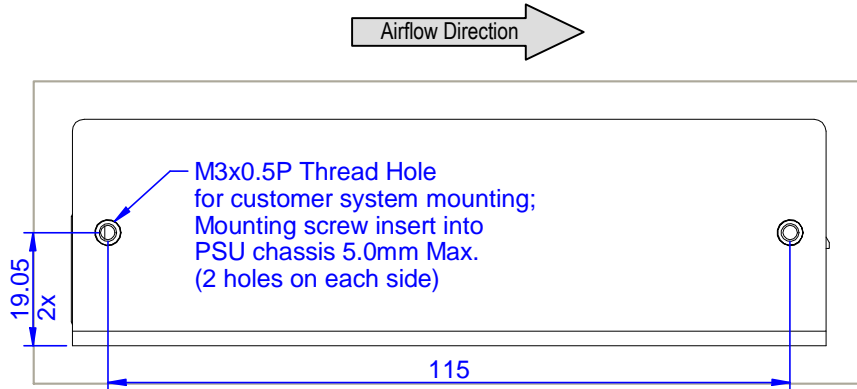 Airflow Direction
M3x0.5P Thread Hole
for customer system mounting;
Mounting screw insert into
PSU chassis 5.0mm Max.
(2 holes on each side)
19.05
2x
115